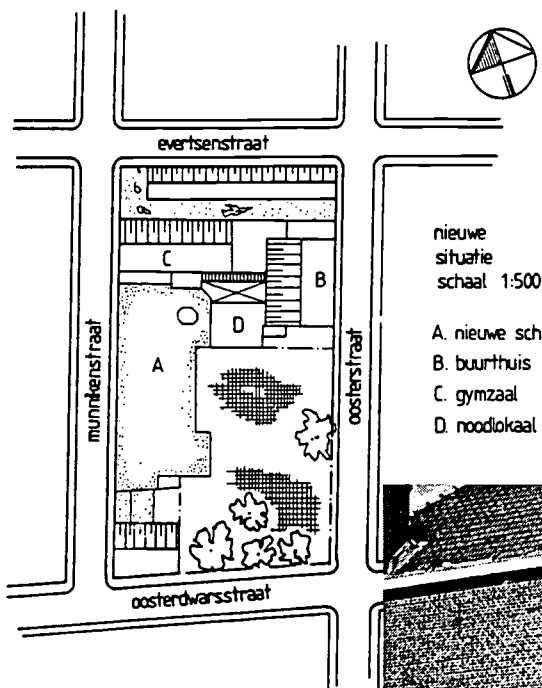 evertsenstraat
munnikenstraat
oosterstraat
oosterdwarsstraat
C
B
D
A
nieuwe
situatie
schaal 1:500
A. nieuwe sch
B. buurthuis
C. gymzaal
D. noodlokaal